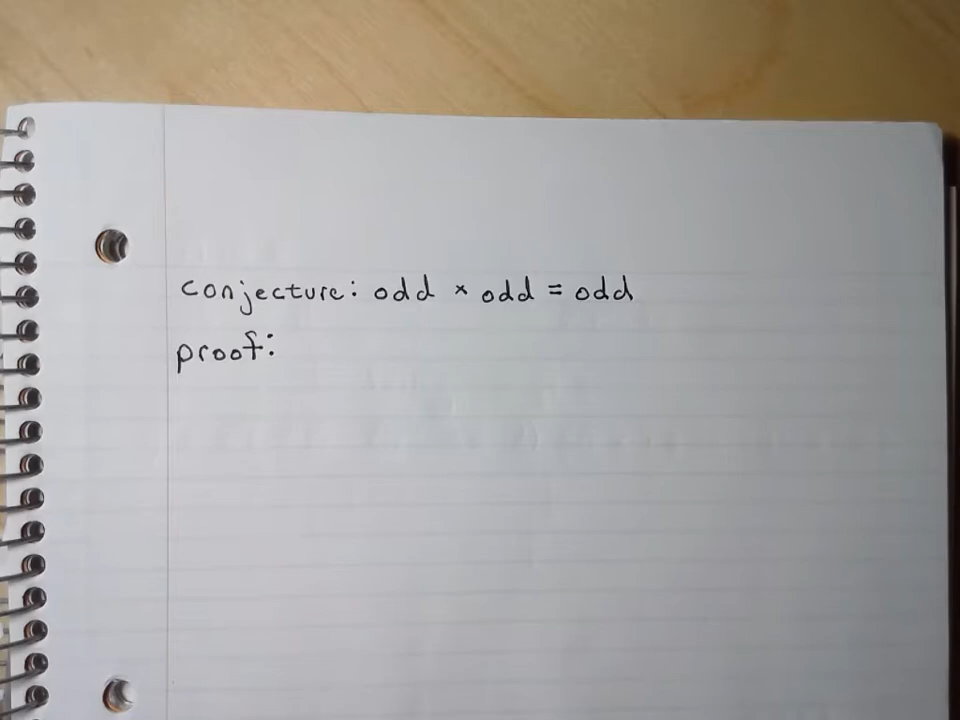 conjecture: odd × odd = odd
proof: